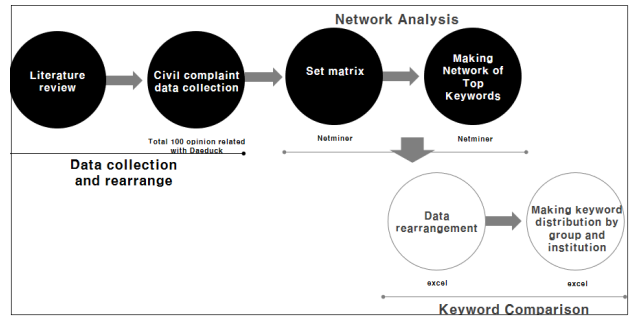 Network Analysis
Literature
review
Civil complaint
data collection
Set matrix
Making
Network of
Top
Keywords
Total 100 opinion related
with Daeduck
Netminer
Netminer
Data collection
and rearrange
Data
rearrangement
Making keyword
distribution by
group and
institution
excel
excel
Keyword Comparison